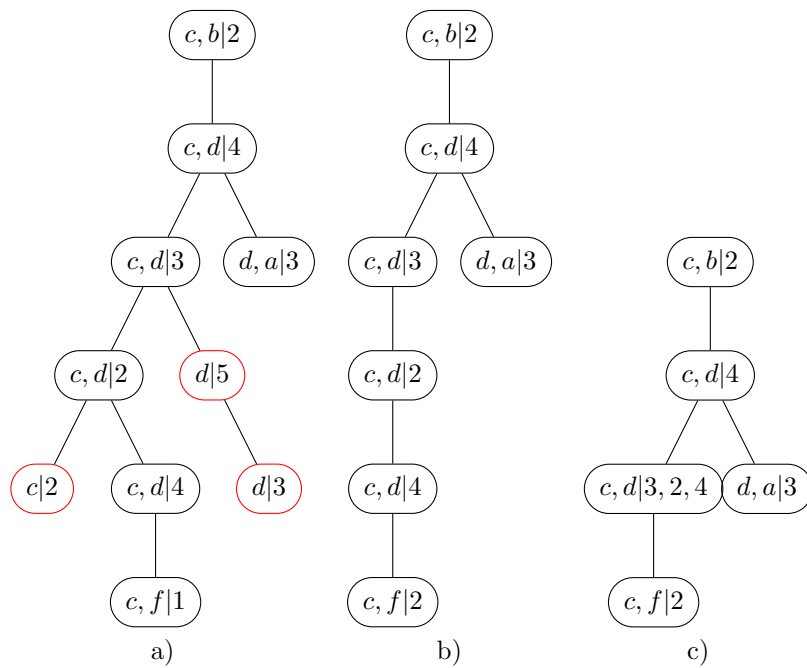 c, b|2
c, b|2
c, d|4
c, d|4
c, d|3
d, a|3
c, d|3
d, a|3
c, b|2
c, d|2
d|5
c, d|2
c, d|4
c|2
c, d|4
d|3
c, d|4
c, d|3, 2, 4
d, a|3
c, f|1
c, f|2
c, f|2
a)
b)
c)